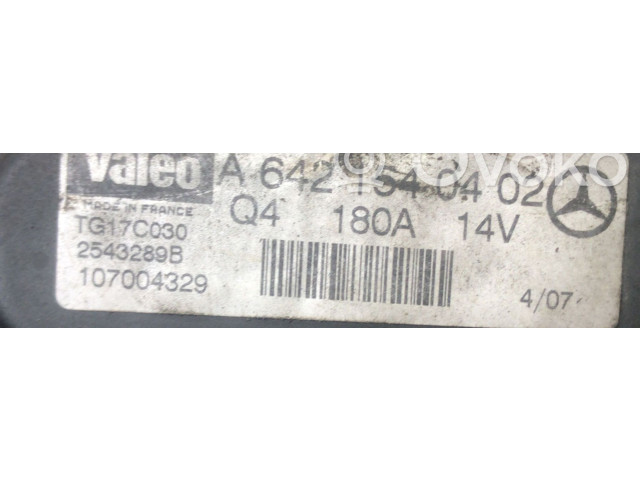 Valeo A 642 154 04 02
MADE IN FRANCE
Q4 180A 14V
TG17C030
2543289B
107004329
4/07